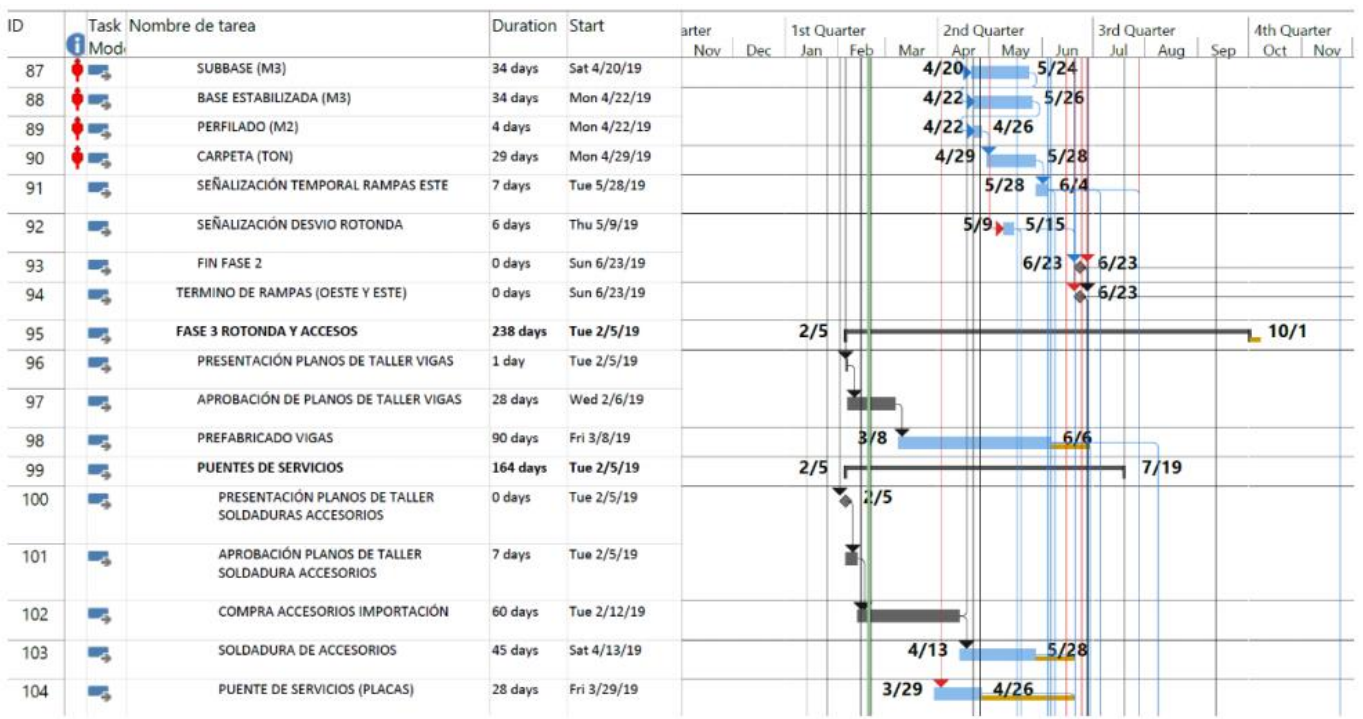 ID Task Mode Nombre de tarea Duration Start
arter 1st Quarter 2nd Quarter 3rd Quarter 4th Quarter
Nov Dec Jan Feb Mar Apr May Jun Jul Aug Sep Oct Nov
87 SUBBASE (M3) 34 days Sat 4/20/19 4/20 5/24
88 BASE ESTABILIZADA (M3) 34 days Mon 4/22/19 4/22 5/26
89 PERFILADO (M2) 4 days Mon 4/22/19 4/22 4/26
90 CARPETA (TON) 29 days Mon 4/29/19 4/29 5/28
91 SEÑALIZACIÓN TEMPORAL RAMPAS ESTE 7 days Tue 5/28/19 5/28 6/4
92 SEÑALIZACIÓN DESVIO ROTONDA 6 days Thu 5/9/19 5/9 5/15
93 FIN FASE 2 0 days Sun 6/23/19 6/23 6/23
94 TERMINO DE RAMPAS (OESTE Y ESTE) 0 days Sun 6/23/19 6/23
95 FASE 3 ROTONDA Y ACCESOS 238 days Tue 2/5/19 2/5 10/1
96 PRESENTACIÓN PLANOS DE TALLER VIGAS 1 day Tue 2/5/19
97 APROBACIÓN DE PLANOS DE TALLER VIGAS 28 days Wed 2/6/19
98 PREFABRICADO VIGAS 90 days Fri 3/8/19 3/8 6/6
99 PUENTES DE SERVICIOS 164 days Tue 2/5/19 2/5 7/19
100 PRESENTACIÓN PLANOS DE TALLER 0 days Tue 2/5/19 2/5
SOLDADURAS ACCESORIOS
101 APROBACIÓN PLANOS DE TALLER 7 days Tue 2/5/19
SOLDADURA ACCESORIOS
102 COMPRA ACCESORIOS IMPORTACIÓN 60 days Tue 2/12/19
103 SOLDADURA DE ACCESORIOS 45 days Sat 4/13/19 4/13 5/28
104 PUENTE DE SERVICIOS (PLACAS) 28 days Fri 3/29/19 3/29 4/26